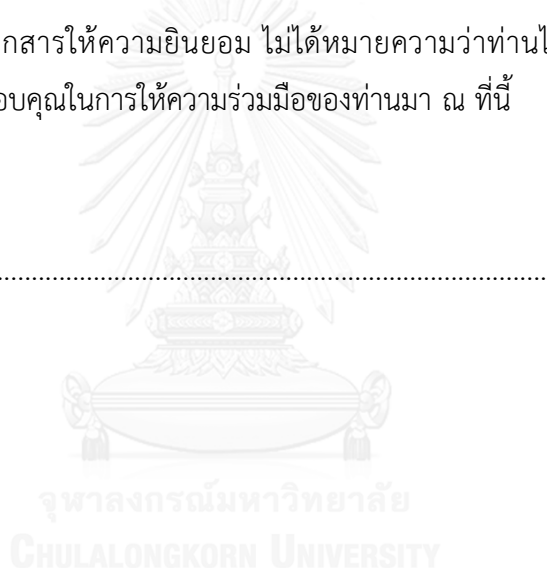 กสารให้ความยินยอม ไม่ได้หมายความว่าท่านไ
อบคุณในการให้ความร่วมมือของท่านมา ณ ที่นี้
................................................................................................
จุฬาลงกรณ์มหาวิทยาลัย
CHULALONGKORN UNIVERSITY